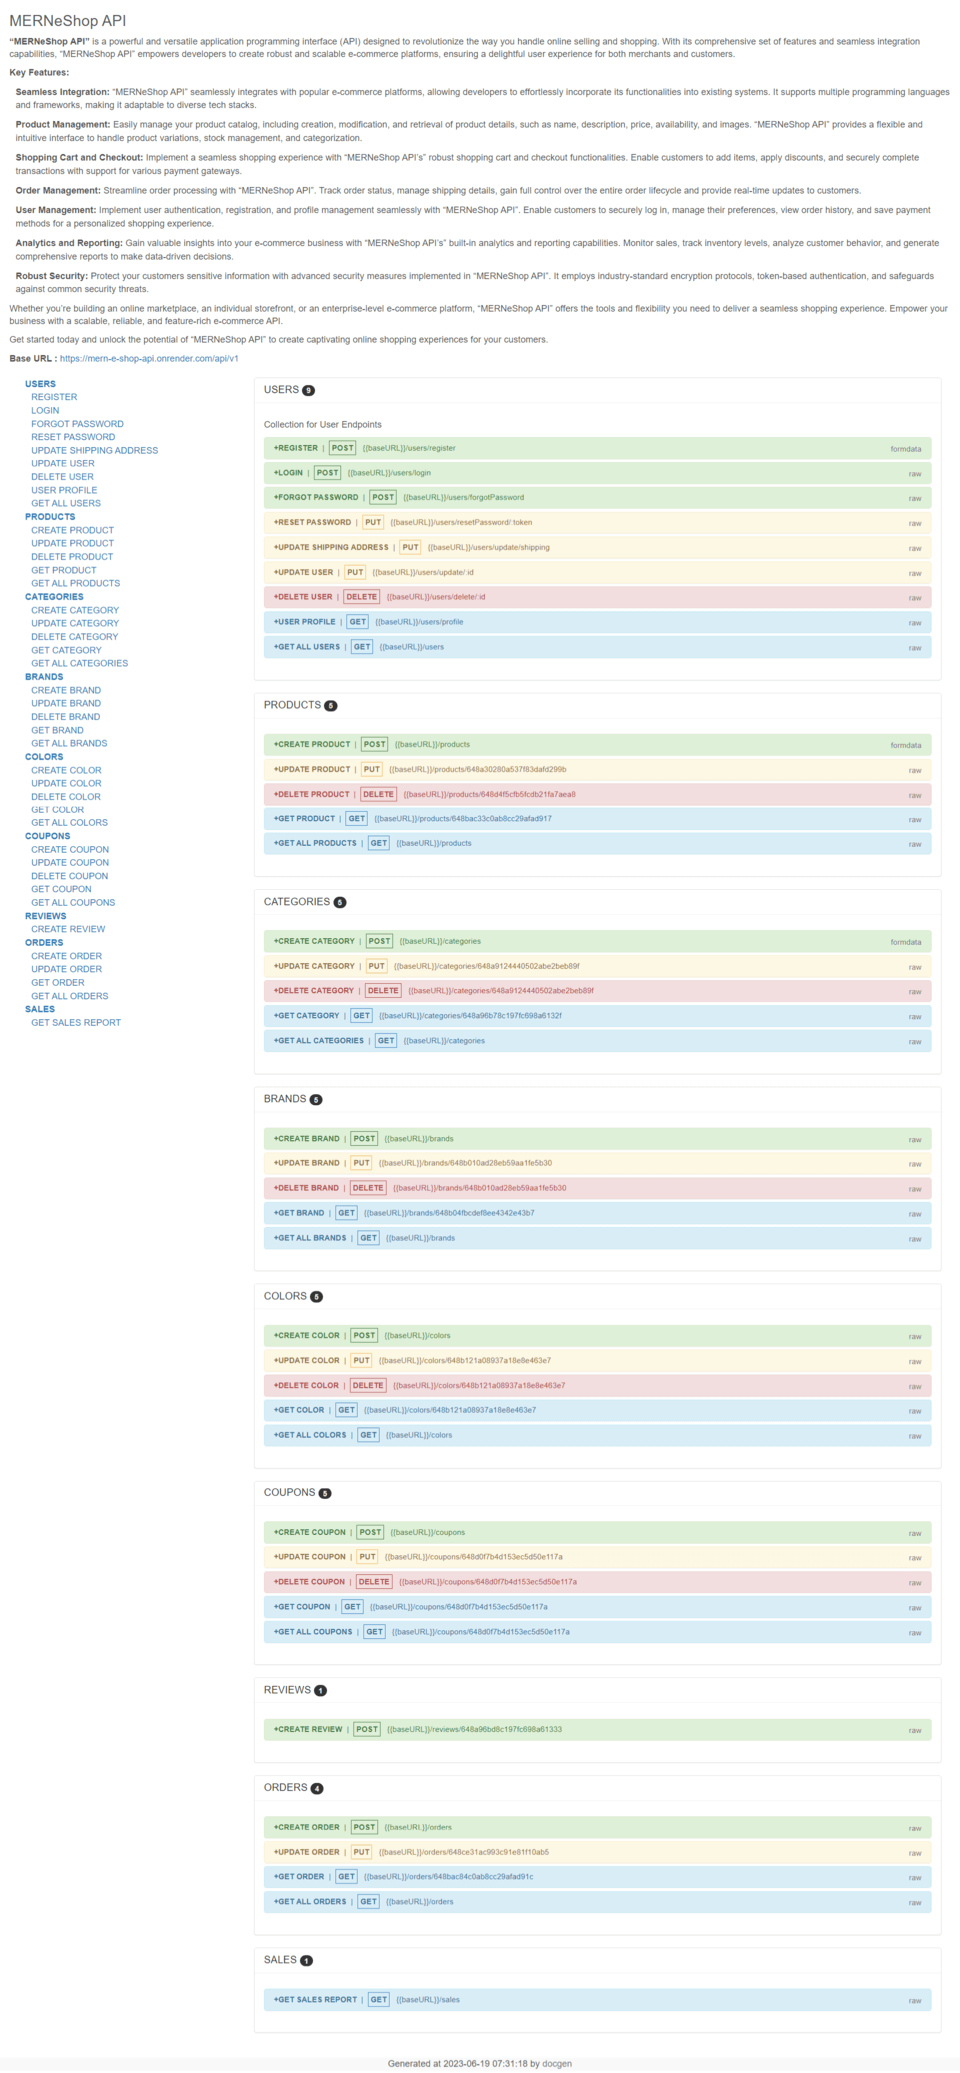 MERNeShop API
“MERNeShop API” is a powerful and versatile application programming interface (API) designed to revolutionize the way you handle online selling and shopping. With its comprehensive set of features and seamless integration
capabilities, “MERNeShop API” empowers developers to create robust and scalable e-commerce platforms, ensuring a delightful user experience for both merchants and customers.
Key Features:
Seamless Integration: “MERNeShop API” seamlessly integrates with popular e-commerce platforms, allowing developers to effortlessly incorporate its functionalities into existing systems. It supports multiple programming languages
and frameworks, making it adaptable to diverse tech stacks.
Product Management: Easily manage your product catalog, including creation, modification, and retrieval of product details, such as name, description, price, availability, and images. “MERNeShop API” provides a flexible and
intuitive interface to handle product variations, stock management, and categorization.
Shopping Cart and Checkout: Implement a seamless shopping experience with “MERNeShop API’s” robust shopping cart and checkout functionalities. Enable customers to add items, apply discounts, and securely complete
transactions with support for various payment gateways.
Order Management: Streamline order processing with “MERNeShop API”. Track order status, manage shipping details, gain full control over the entire order lifecycle and provide real-time updates to customers.
User Management: Implement user authentication, registration, and profile management seamlessly with “MERNeShop API”. Enable customers to securely log in, manage their preferences, view order history, and save payment
methods for a personalized shopping experience.
Analytics and Reporting: Gain valuable insights into your e-commerce business with “MERNeShop API’s” built-in analytics and reporting capabilities. Monitor sales, track inventory levels, analyze customer behavior, and generate
comprehensive reports to make data-driven decisions.
Robust Security: Protect your customers sensitive information with advanced security measures implemented in “MERNeShop API”. It employs industry-standard encryption protocols, token-based authentication, and safeguards
against common security threats.
Whether you’re building an online marketplace, an individual storefront, or an enterprise-level e-commerce platform, “MERNeShop API” offers the tools and flexibility you need to deliver a seamless shopping experience. Empower your
business with a scalable, reliable, and feature-rich e-commerce API.
Get started today and unlock the potential of “MERNeShop API” to create captivating online shopping experiences for your customers.
Base URL : https://mern-e-shop-api.onrender.com/api/v1
USERS
REGISTER
LOGIN
FORGOT PASSWORD
RESET PASSWORD
UPDATE SHIPPING ADDRESS
UPDATE USER
DELETE USER
USER PROFILE
GET ALL USERS
PRODUCTS
CREATE PRODUCT
UPDATE PRODUCT
DELETE PRODUCT
GET PRODUCT
GET ALL PRODUCTS
CATEGORIES
CREATE CATEGORY
UPDATE CATEGORY
DELETE CATEGORY
GET CATEGORY
GET ALL CATEGORIES
BRANDS
CREATE BRAND
UPDATE BRAND
DELETE BRAND
GET BRAND
GET ALL BRANDS
COLORS
CREATE COLOR
UPDATE COLOR
DELETE COLOR
GET COLOR
GET ALL COLORS
COUPONS
CREATE COUPON
UPDATE COUPON
DELETE COUPON
GET COUPON
GET ALL COUPONS
REVIEWS
CREATE REVIEW
ORDERS
CREATE ORDER
UPDATE ORDER
GET ORDER
GET ALL ORDERS
SALES
GET SALES REPORT
USERS 9
Collection for User Endpoints
+REGISTER | POST {{baseURL}}/users/register formdata
+LOGIN | POST {{baseURL}}/users/login raw
+FORGOT PASSWORD | POST {{baseURL}}/users/forgotPassword raw
+RESET PASSWORD | PUT {{baseURL}}/users/resetPassword/:token raw
+UPDATE SHIPPING ADDRESS | PUT {{baseURL}}/users/update/shipping raw
+UPDATE USER | PUT {{baseURL}}/users/update/:id raw
+DELETE USER | DELETE {{baseURL}}/users/delete/:id raw
+USER PROFILE | GET {{baseURL}}/users/profile raw
+GET ALL USERS | GET {{baseURL}}/users raw
PRODUCTS 5
+CREATE PRODUCT | POST {{baseURL}}/products formdata
+UPDATE PRODUCT | PUT {{baseURL}}/products/648a30280a537f83dafd299b raw
+DELETE PRODUCT | DELETE {{baseURL}}/products/648d4f5cfb5fcdb21fa7aea8 raw
+GET PRODUCT | GET {{baseURL}}/products/648bac33c0ab8cc29afad917 raw
+GET ALL PRODUCTS | GET {{baseURL}}/products raw
CATEGORIES 5
+CREATE CATEGORY | POST {{baseURL}}/categories formdata
+UPDATE CATEGORY | PUT {{baseURL}}/categories/648a9124440502abe2beb89f raw
+DELETE CATEGORY | DELETE {{baseURL}}/categories/648a9124440502abe2beb89f raw
+GET CATEGORY | GET {{baseURL}}/categories/648a96b78c197fc698a6132f raw
+GET ALL CATEGORIES | GET {{baseURL}}/categories raw
BRANDS 5
+CREATE BRAND | POST {{baseURL}}/brands raw
+UPDATE BRAND | PUT {{baseURL}}/brands/648b010ad28eb59aa1fe5b30 raw
+DELETE BRAND | DELETE {{baseURL}}/brands/648b010ad28eb59aa1fe5b30 raw
+GET BRAND | GET {{baseURL}}/brands/648b04fbcdef8ee4342e43b7 raw
+GET ALL BRANDS | GET {{baseURL}}/brands raw
COLORS 5
+CREATE COLOR | POST {{baseURL}}/colors raw
+UPDATE COLOR | PUT {{baseURL}}/colors/648b121a08937a18e8e463e7 raw
+DELETE COLOR | DELETE {{baseURL}}/colors/648b121a08937a18e8e463e7 raw
+GET COLOR | GET {{baseURL}}/colors/648b121a08937a18e8e463e7 raw
+GET ALL COLORS | GET {{baseURL}}/colors raw
COUPONS 5
+CREATE COUPON | POST {{baseURL}}/coupons raw
+UPDATE COUPON | PUT {{baseURL}}/coupons/648d0f7b4d153ec5d50e117a raw
+DELETE COUPON | DELETE {{baseURL}}/coupons/648d0f7b4d153ec5d50e117a raw
+GET COUPON | GET {{baseURL}}/coupons/648d0f7b4d153ec5d50e117a raw
+GET ALL COUPONS | GET {{baseURL}}/coupons/648d0f7b4d153ec5d50e117a raw
REVIEWS 1
+CREATE REVIEW | POST {{baseURL}}/reviews/648a96bd8c197fc698a61333 raw
ORDERS 4
+CREATE ORDER | POST {{baseURL}}/orders raw
+UPDATE ORDER | PUT {{baseURL}}/orders/648ce31ac993c91e81f10ab5 raw
+GET ORDER | GET {{baseURL}}/orders/648bac84c0ab8cc29afad91c raw
+GET ALL ORDERS | GET {{baseURL}}/orders raw
SALES 1
+GET SALES REPORT | GET {{baseURL}}/sales raw
Generated at 2023-06-19 07:31:18 by docgen